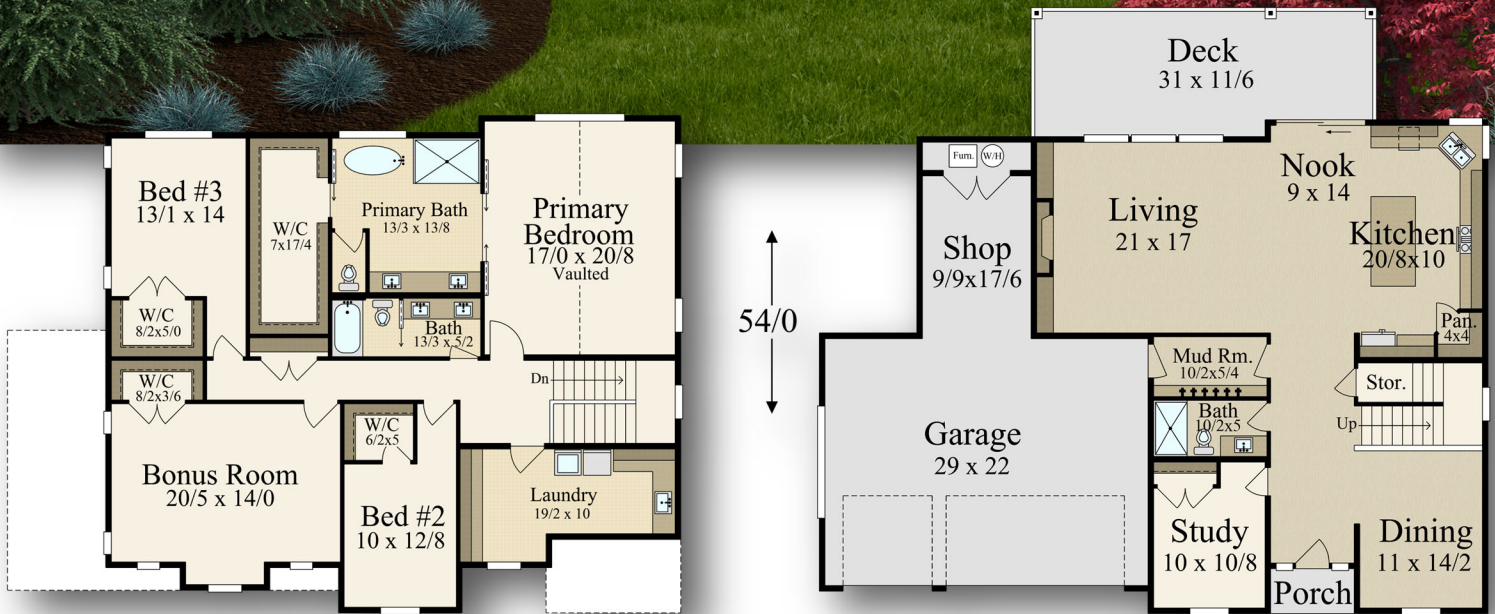 Bed #3
13/1 x 14
W/C
7x17/4
Primary Bath
13/3 x 13/8
Primary
Bedroom
17/0 x 20/8
Vaulted
W/C
8/2x5/0
Bath
13/3 x 5/2
W/C
8/2x3/6
Dn
W/C
6/2x5
Bonus Room
20/5 x 14/0
Bed #2
10 x 12/8
Laundry
19/2 x 10
54/0
Deck
31 x 11/6
Furn.
W/H
Shop
9/9x17/6
Living
21 x 17
Nook
9 x 14
Kitchen
20/8x10
Pan.
4x4
Mud Rm.
10/2x5/4
Stor.
Bath
10/2x5
Up
Garage
29 x 22
Study
10 x 10/8
Dining
11 x 14/2
Porch